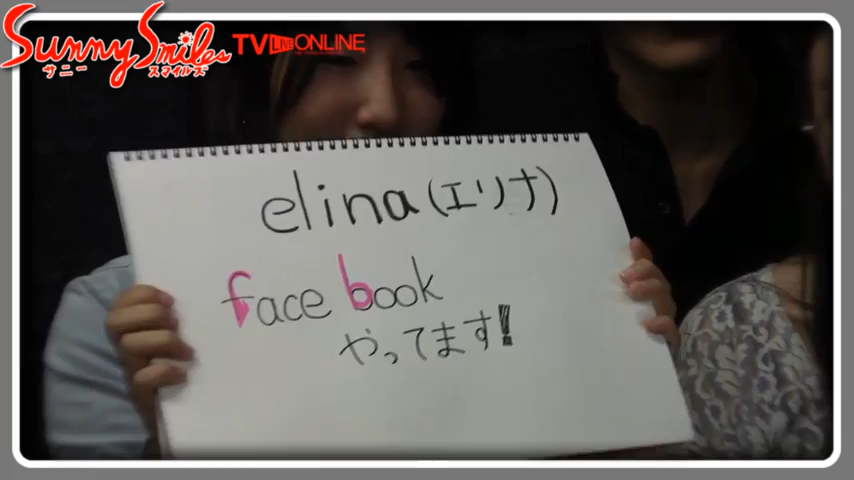 Sunny Smiles
サニー スマイルズ
TV LIVE ONLINE
elina(エリナ)
face book
やってます!